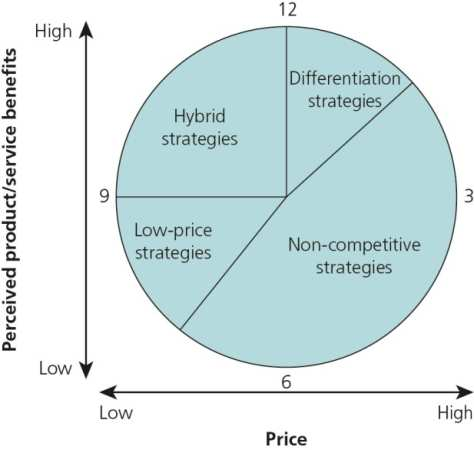 12
High
Differentiation
strategies
Hybrid
strategies
Perceived product/service benefits
9
3
Low-price
strategies
Non-competitive
strategies
Low
6
Low
High
Price